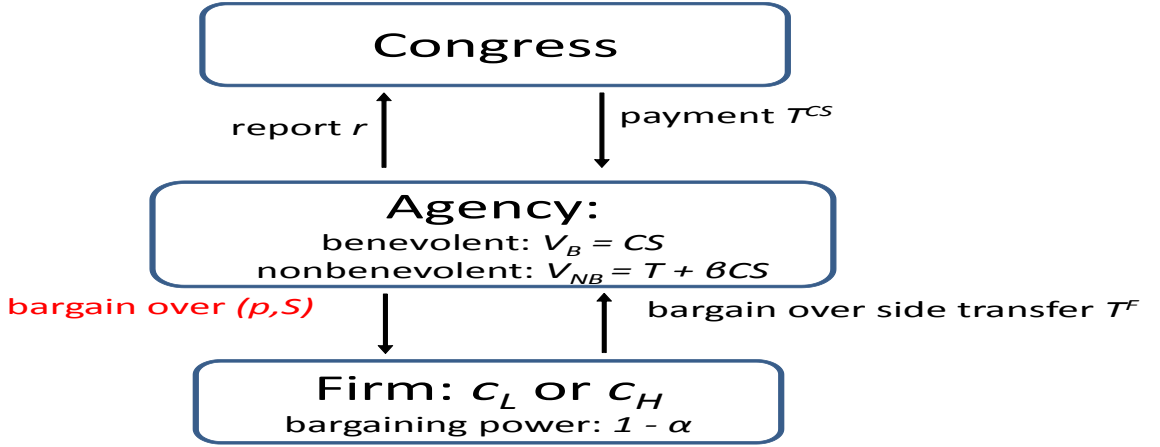 Congress
report r
payment T^CS
Agency:
benevolent: V_B = CS
nonbenevolent: V_NB = T + βCS
bargain over (p,S)
bargain over side transfer T^F
Firm: c_L or c_H
bargaining power: 1 - α